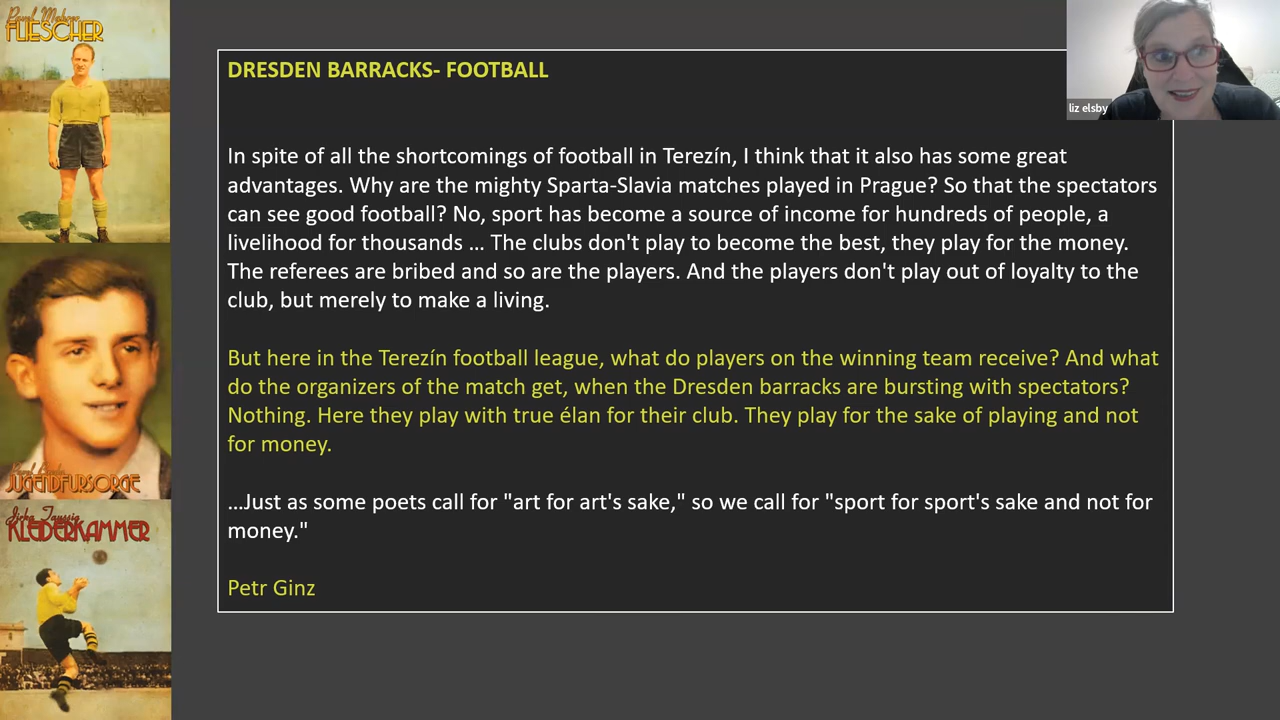 Pavel Mahrer
FLIESCHER
DRESDEN BARRACKS- FOOTBALL
liz elsby
In spite of all the shortcomings of football in Terezín, I think that it also has some great
advantages. Why are the mighty Sparta-Slavia matches played in Prague? So that the spectators
can see good football? No, sport has become a source of income for hundreds of people, a
livelihood for thousands ... The clubs don't play to become the best, they play for the money.
The referees are bribed and so are the players. And the players don't play out of loyalty to the
club, but merely to make a living.
But here in the Terezín football league, what do players on the winning team receive? And what
do the organizers of the match get, when the Dresden barracks are bursting with spectators?
Nothing. Here they play with true élan for their club. They play for the sake of playing and not
for money.
...Just as some poets call for "art for art's sake," so we call for "sport for sport's sake and not for
money."
Petr Ginz
Pavel
JUGENDFURSORGE
Jirka Taussig
KLEIDERKAMMER